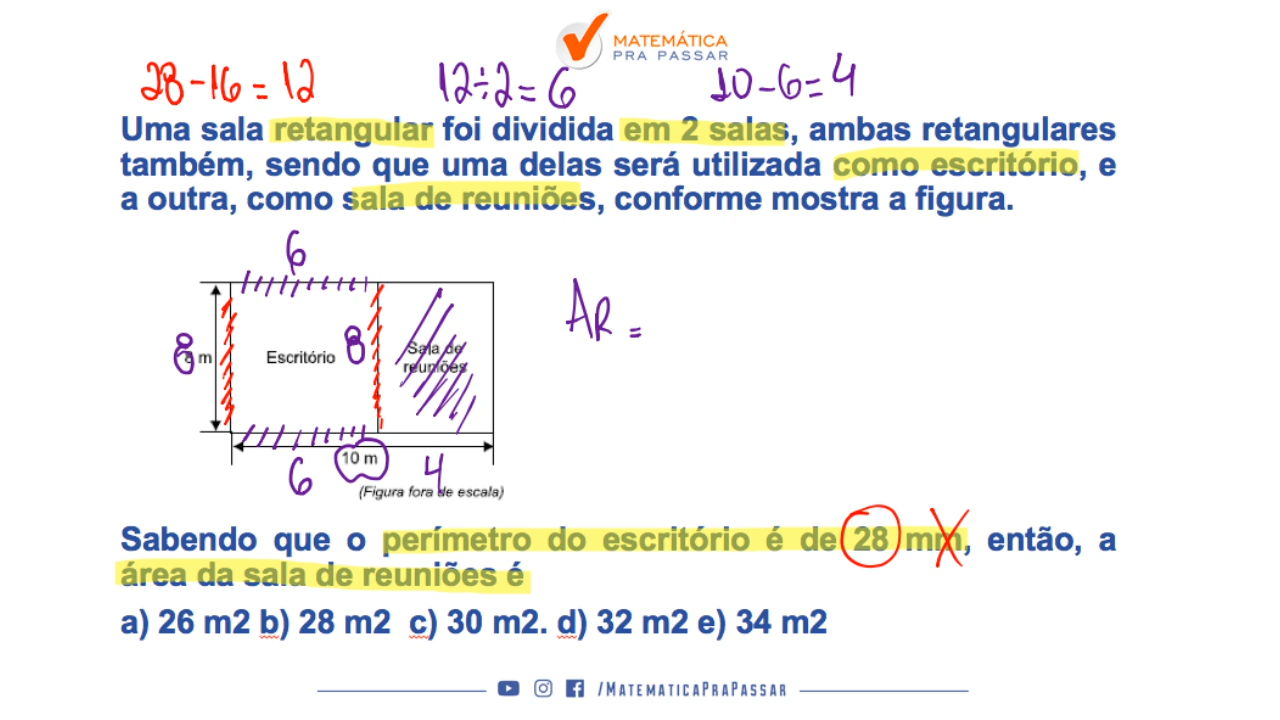 MATEMÁTICA
PRA PASSAR
28-16=12 12÷2=6 10-6=4
Uma sala retangular foi dividida em 2 salas, ambas retangulares
também, sendo que uma delas será utilizada como escritório, e
a outra, como sala de reuniões, conforme mostra a figura.
6
AR =
8 m Escritório 8 Sala de
reuniões
10 m
6 4
(Figura fora de escala)
Sabendo que o perímetro do escritório é de 28 mm, então, a
área da sala de reuniões é
a) 26 m2 b) 28 m2 c) 30 m2. d) 32 m2 e) 34 m2
/MATEMATICAPRAPASSAR